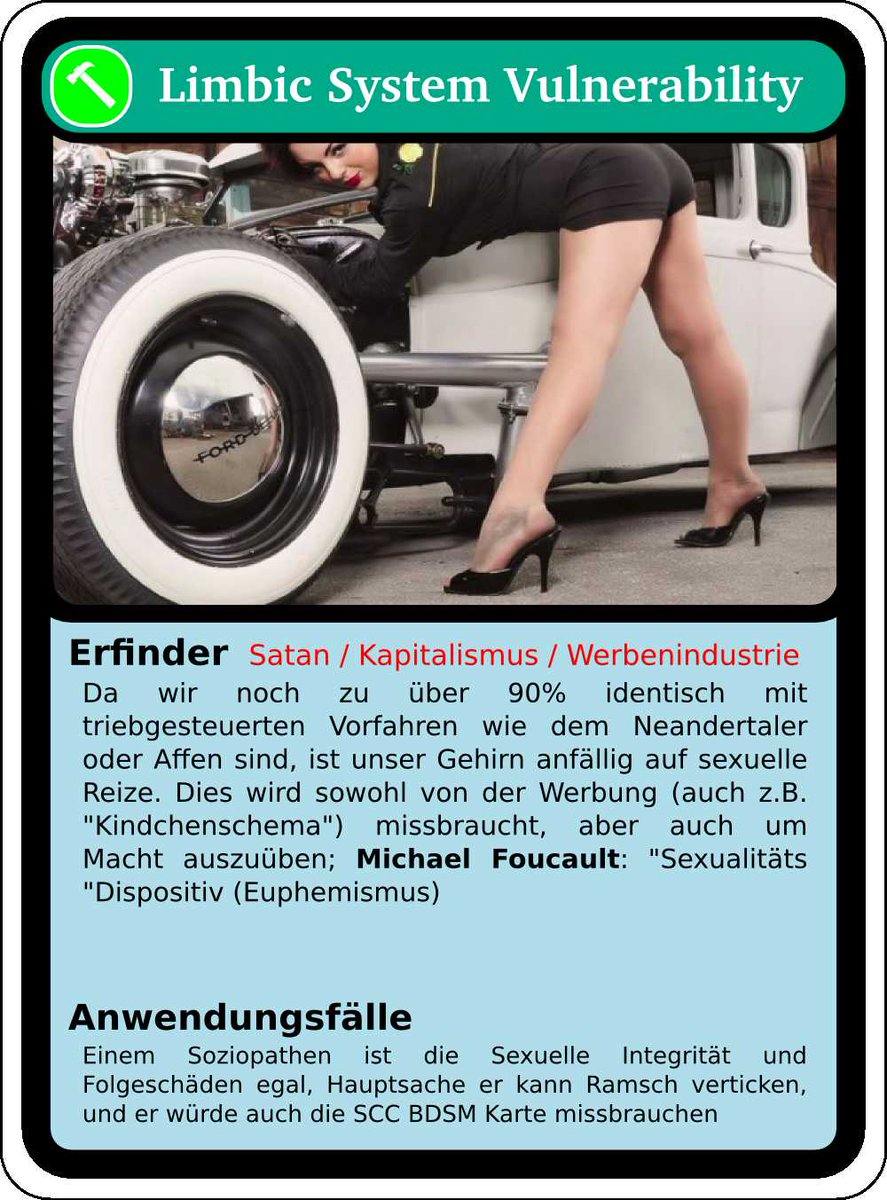 Limbic System Vulnerability
FORD
Erfinder Satan / Kapitalismus / Werbenindustrie
Da wir noch zu über 90% identisch mit
triebgesteuerten Vorfahren wie dem Neandertaler
oder Affen sind, ist unser Gehirn anfällig auf sexuelle
Reize. Dies wird sowohl von der Werbung (auch z.B.
"Kindchenschema") missbraucht, aber auch um
Macht auszuüben; Michael Foucault: "Sexualitäts
"Dispositiv (Euphemismus)
Anwendungsfälle
Einem Soziopathen ist die Sexuelle Integrität und
Folgeschäden egal, Hauptsache er kann Ramsch verticken,
und er würde auch die SCC BDSM Karte missbrauchen